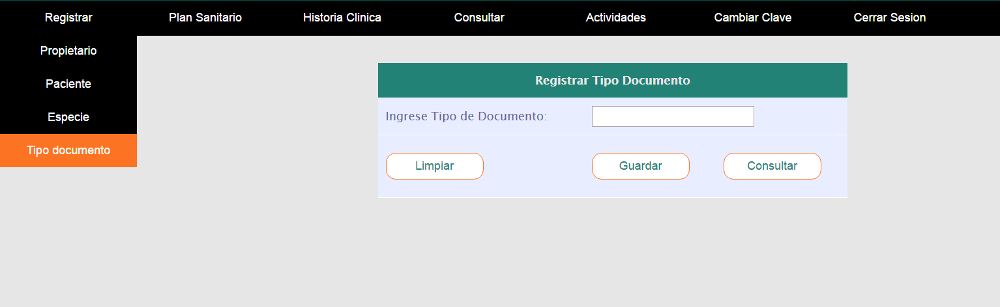 Registrar Plan Sanitario Historia Clinica Consultar Actividades Cambiar Clave Cerrar Sesion
Propietario
Paciente
Especie
Tipo documento
Registrar Tipo Documento
Ingrese Tipo de Documento:
Limpiar Guardar Consultar